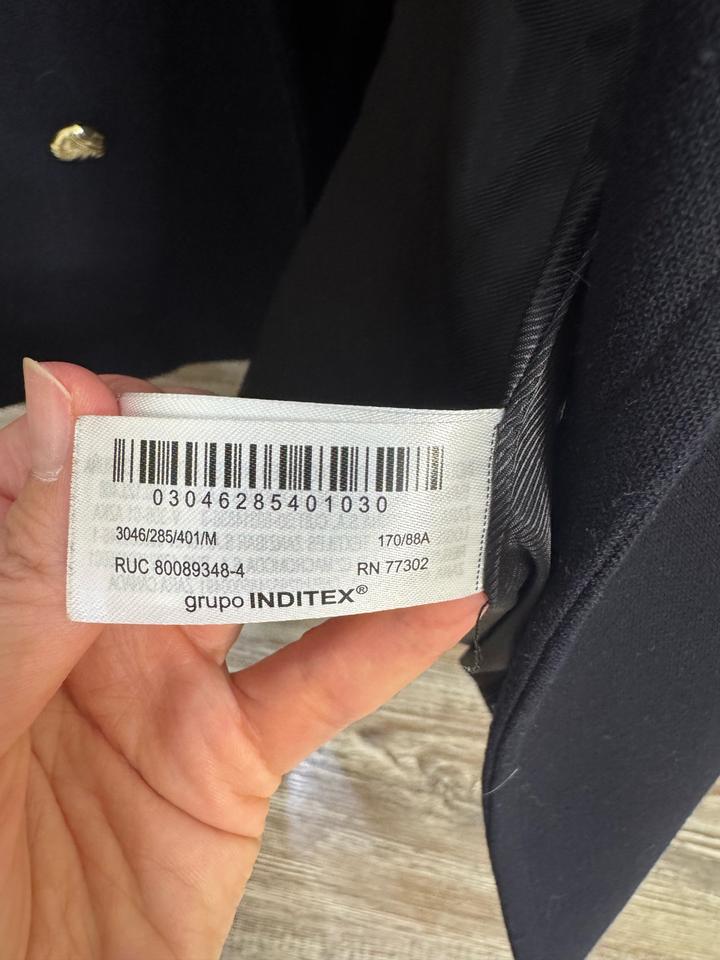 03046285401030
3046/285/401/M 170/88A
RUC 80089348-4 RN 77302
grupo INDITEX®